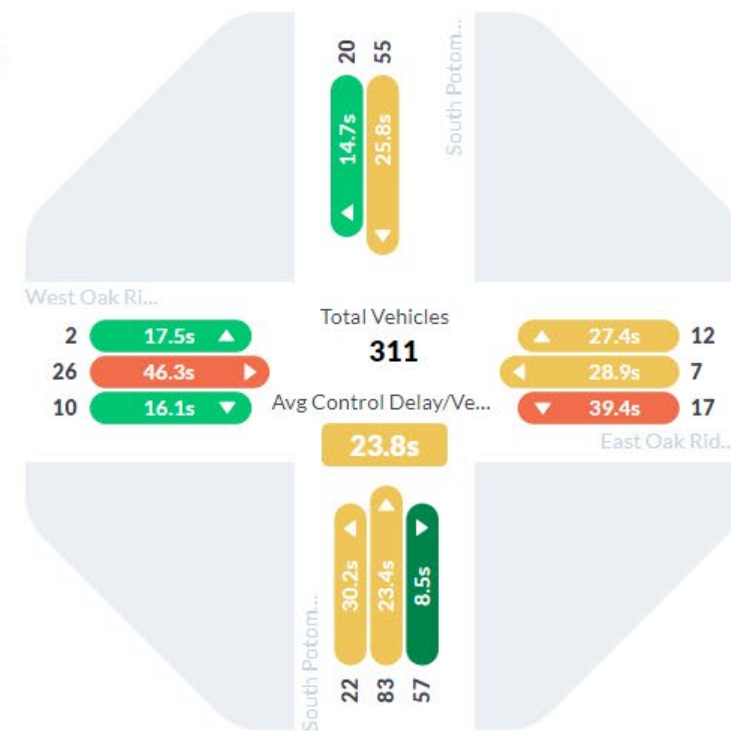 20 55
14.7s 25.8s
South Potom...
West Oak Ri...
2 17.5s
26 46.3s
10 16.1s
Total Vehicles
311
Avg Control Delay/Ve...
23.8s
27.4s 12
28.9s 7
39.4s 17
East Oak Rid...
30.2s 23.4s 8.5s
22 83 57
South Potom...